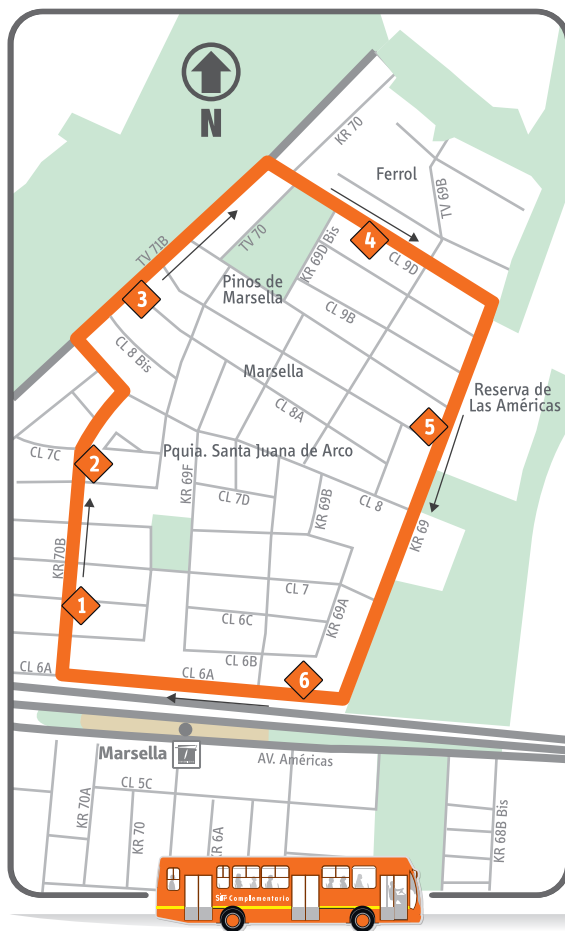 N
KR 70
Ferrol
TV 69B
TV 71B
TV 70
KR 69D Bis
4
CL 9D
3
Pinos de
Marsella
CL 9B
CL 8 Bis
Marsella
Reserva de
Las Américas
CL 8A
5
CL 7C
2
Pquia. Santa Juana de Arco
KR 69F
CL 7D
KR 69B
CL 8
KR 69
KR 70B
CL 7
1
CL 6C
KR 69A
CL 6B
CL 6A
CL 6A
6
Marsella
AV. Américas
CL 5C
KR 70A
KR 70
KR 6A
KR 68B Bis
Complementario